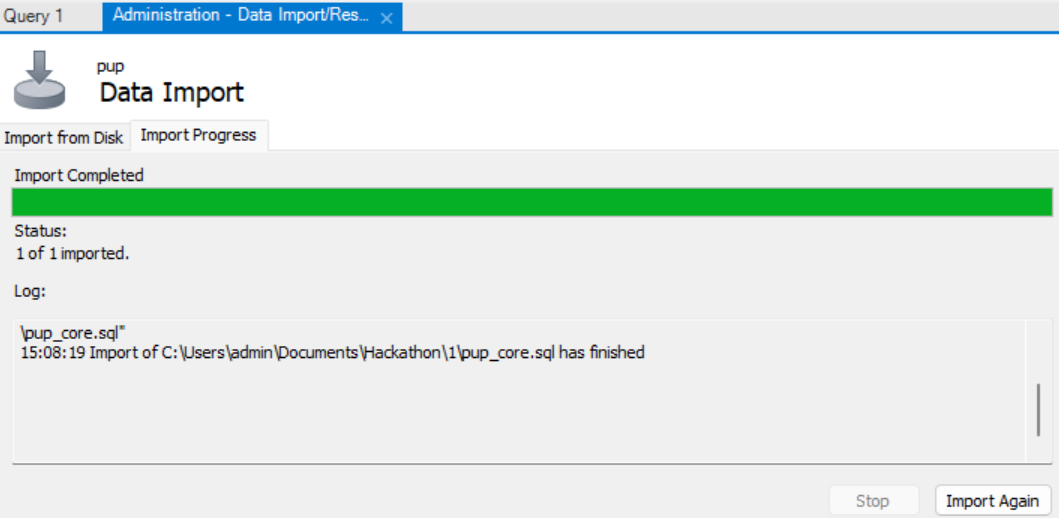 Query 1
Administration - Data Import/Res...
pup
Data Import
Import from Disk
Import Progress
Import Completed
Status:
1 of 1 imported.
Log:
\pup_core.sql"
15:08:19 Import of C:\Users\admin\Documents\Hackathon\1\pup_core.sql has finished
Stop
Import Again